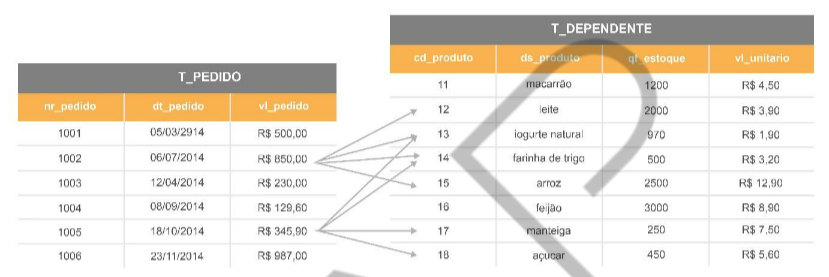 T_PEDIDO
nr_pedido dt_pedido vl_pedido
1001 05/03/2914 R$ 500,00
1002 06/07/2014 R$ 850,00
1003 12/04/2014 R$ 230,00
1004 08/09/2014 R$ 129,60
1005 18/10/2014 R$ 345,90
1006 23/11/2014 R$ 987,00
T_DEPENDENTE
cd_produto ds_produto qt_estoque vl_unitario
11 macarrão 1200 R$ 4,50
12 leite 2000 R$ 3,90
13 iogurte natural 970 R$ 1,90
14 farinha de trigo 500 R$ 3,20
15 arroz 2500 R$ 12,90
16 feijão 3000 R$ 8,90
17 manteiga 250 R$ 7,50
18 açucar 450 R$ 5,60